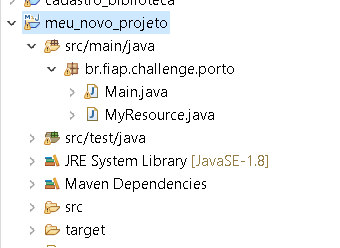 cadastro_biblioteca
meu_novo_projeto
src/main/java
br.fiap.challenge.porto
Main.java
MyResource.java
src/test/java
JRE System Library [JavaSE-1.8]
Maven Dependencies
src
target